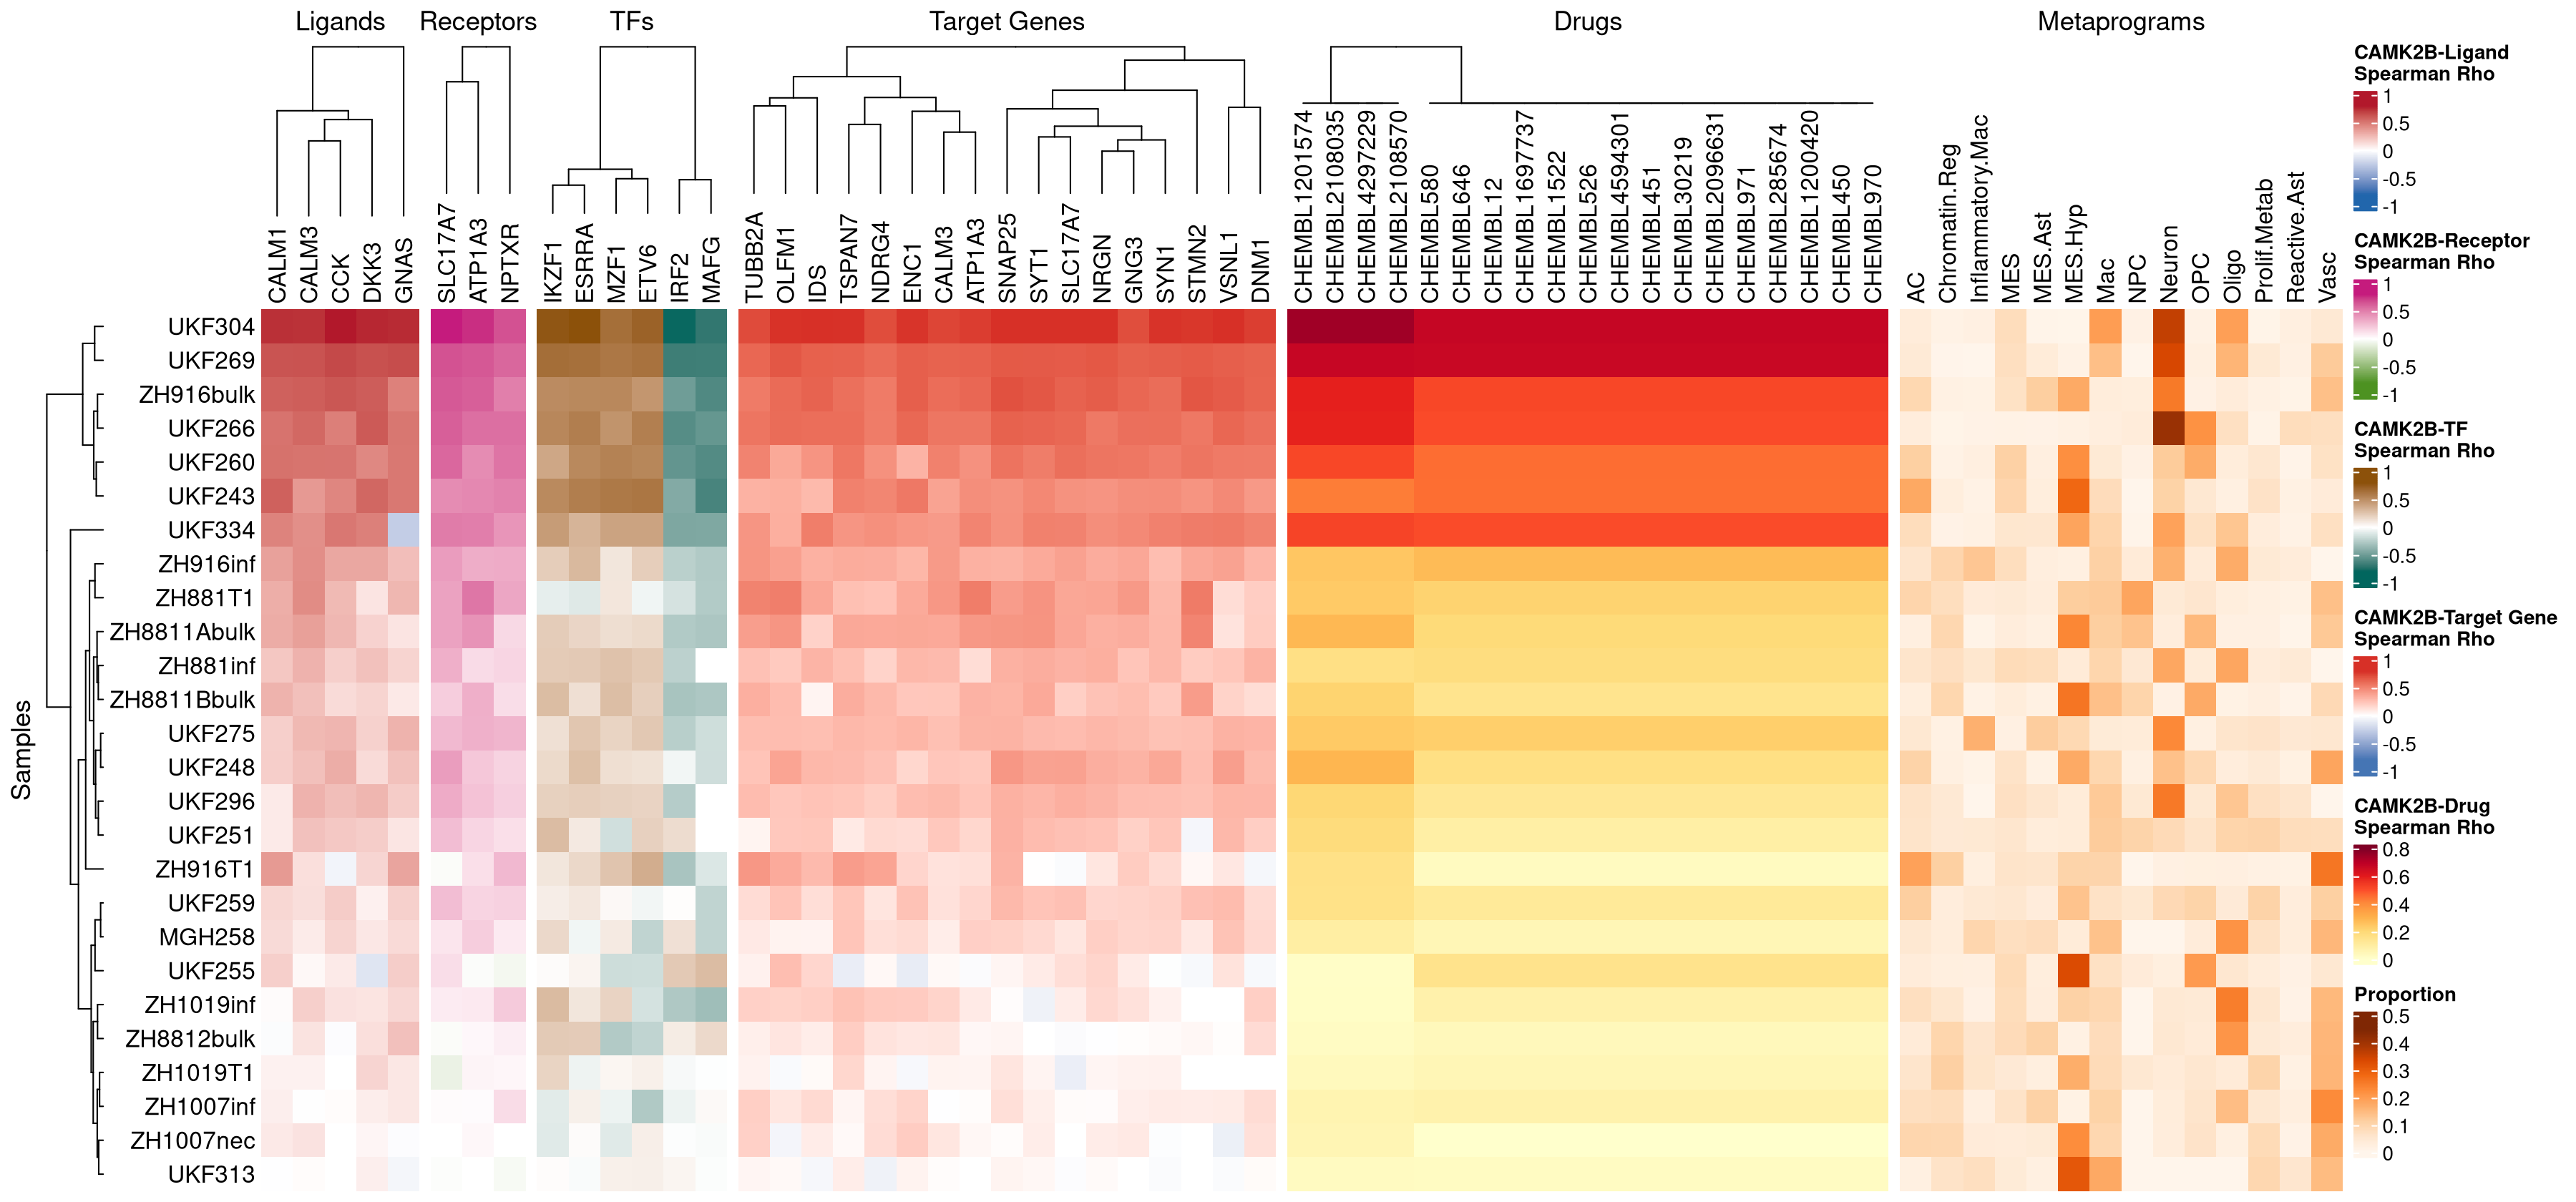 Ligands
Receptors
TFs
Target Genes
Drugs
Metaprograms
CALM1
CALM3
CCK
DKK3
GNAS
SLC17A7
ATP1A3
NPTXR
IKZF1
ESRRA
MZF1
ETV6
IRF2
MAFG
TUBB2A
OLFM1
IDS
TSPAN7
NDRG4
ENC1
CALM3
ATP1A3
SNAP25
SYT1
SLC17A7
NRGN
GNG3
SYN1
STMN2
VSNL1
DNM1
CHEMBL1201574
CHEMBL2108035
CHEMBL4297229
CHEMBL2108570
CHEMBL580
CHEMBL646
CHEMBL12
CHEMBL1697737
CHEMBL1522
CHEMBL526
CHEMBL4594301
CHEMBL451
CHEMBL30219
CHEMBL2096631
CHEMBL971
CHEMBL285674
CHEMBL1200420
CHEMBL450
CHEMBL970
AC
Chromatin.Reg
Inflammatory.Mac
MES
MES.Ast
MES.Hyp
Mac
NPC
Neuron
OPC
Oligo
Prolif.Metab
Reactive.Ast
Vasc
Samples
UKF304
UKF269
ZH916bulk
UKF266
UKF260
UKF243
UKF334
ZH916inf
ZH881T1
ZH8811Abulk
ZH881inf
ZH8811Bbulk
UKF275
UKF248
UKF296
UKF251
ZH916T1
UKF259
MGH258
UKF255
ZH1019inf
ZH8812bulk
ZH1019T1
ZH1007inf
ZH1007nec
UKF313
CAMK2B-Ligand
Spearman Rho
1
0.5
0
-0.5
-1
CAMK2B-Receptor
Spearman Rho
1
0.5
0
-0.5
-1
CAMK2B-TF
Spearman Rho
1
0.5
0
-0.5
-1
CAMK2B-Target Gene
Spearman Rho
1
0.5
0
-0.5
-1
CAMK2B-Drug
Spearman Rho
0.8
0.6
0.4
0.2
0
Proportion
0.5
0.4
0.3
0.2
0.1
0